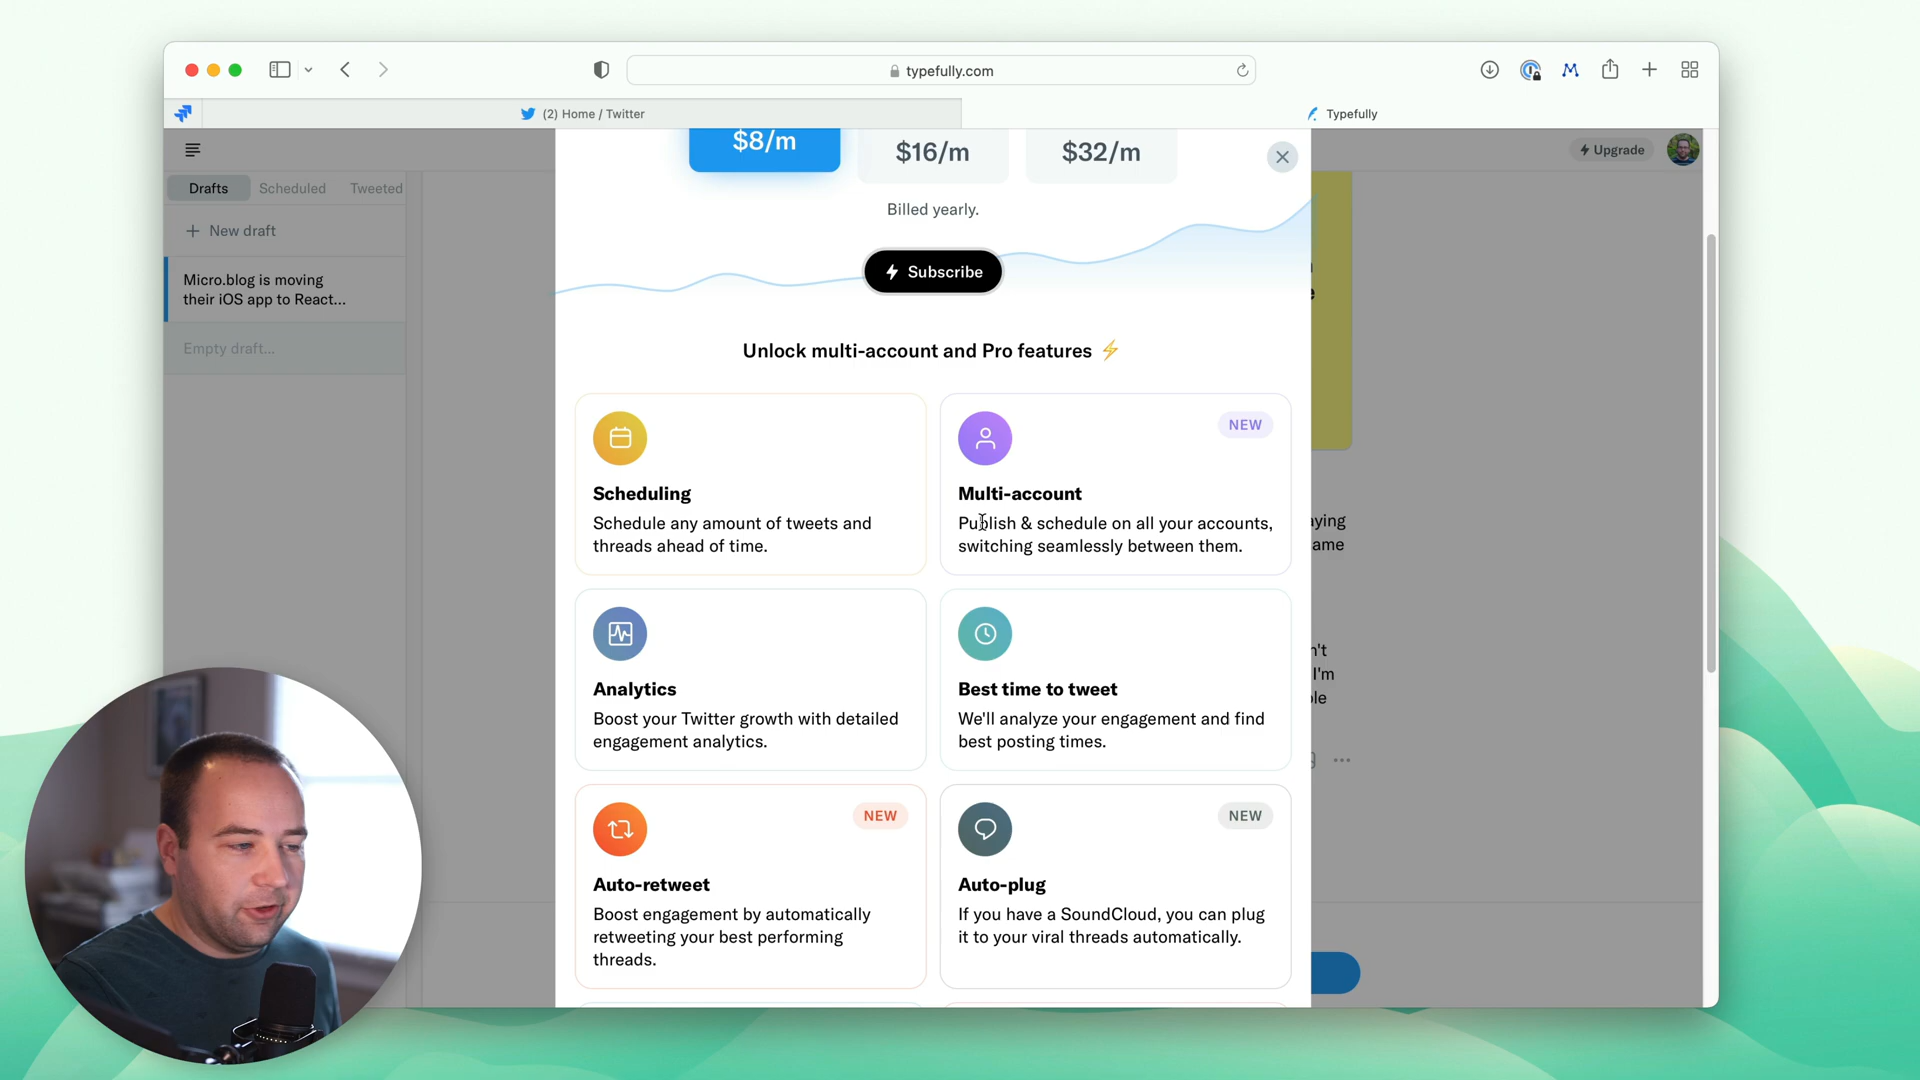 typefully.com
(2) Home / Twitter
Typefully
Upgrade
Drafts
Scheduled
Tweeted
New draft
Micro.blog is moving
their iOS app to React...
Empty draft...
$8/m
$16/m
$32/m
Billed yearly.
Subscribe
Unlock multi-account and Pro features
Scheduling
Schedule any amount of tweets and
threads ahead of time.
NEW
Multi-account
Publish & schedule on all your accounts,
switching seamlessly between them.
Analytics
Boost your Twitter growth with detailed
engagement analytics.
Best time to tweet
We'll analyze your engagement and find
best posting times.
NEW
Auto-retweet
Boost engagement by automatically
retweeting your best performing
threads.
NEW
Auto-plug
If you have a SoundCloud, you can plug
it to your viral threads automatically.
I'm